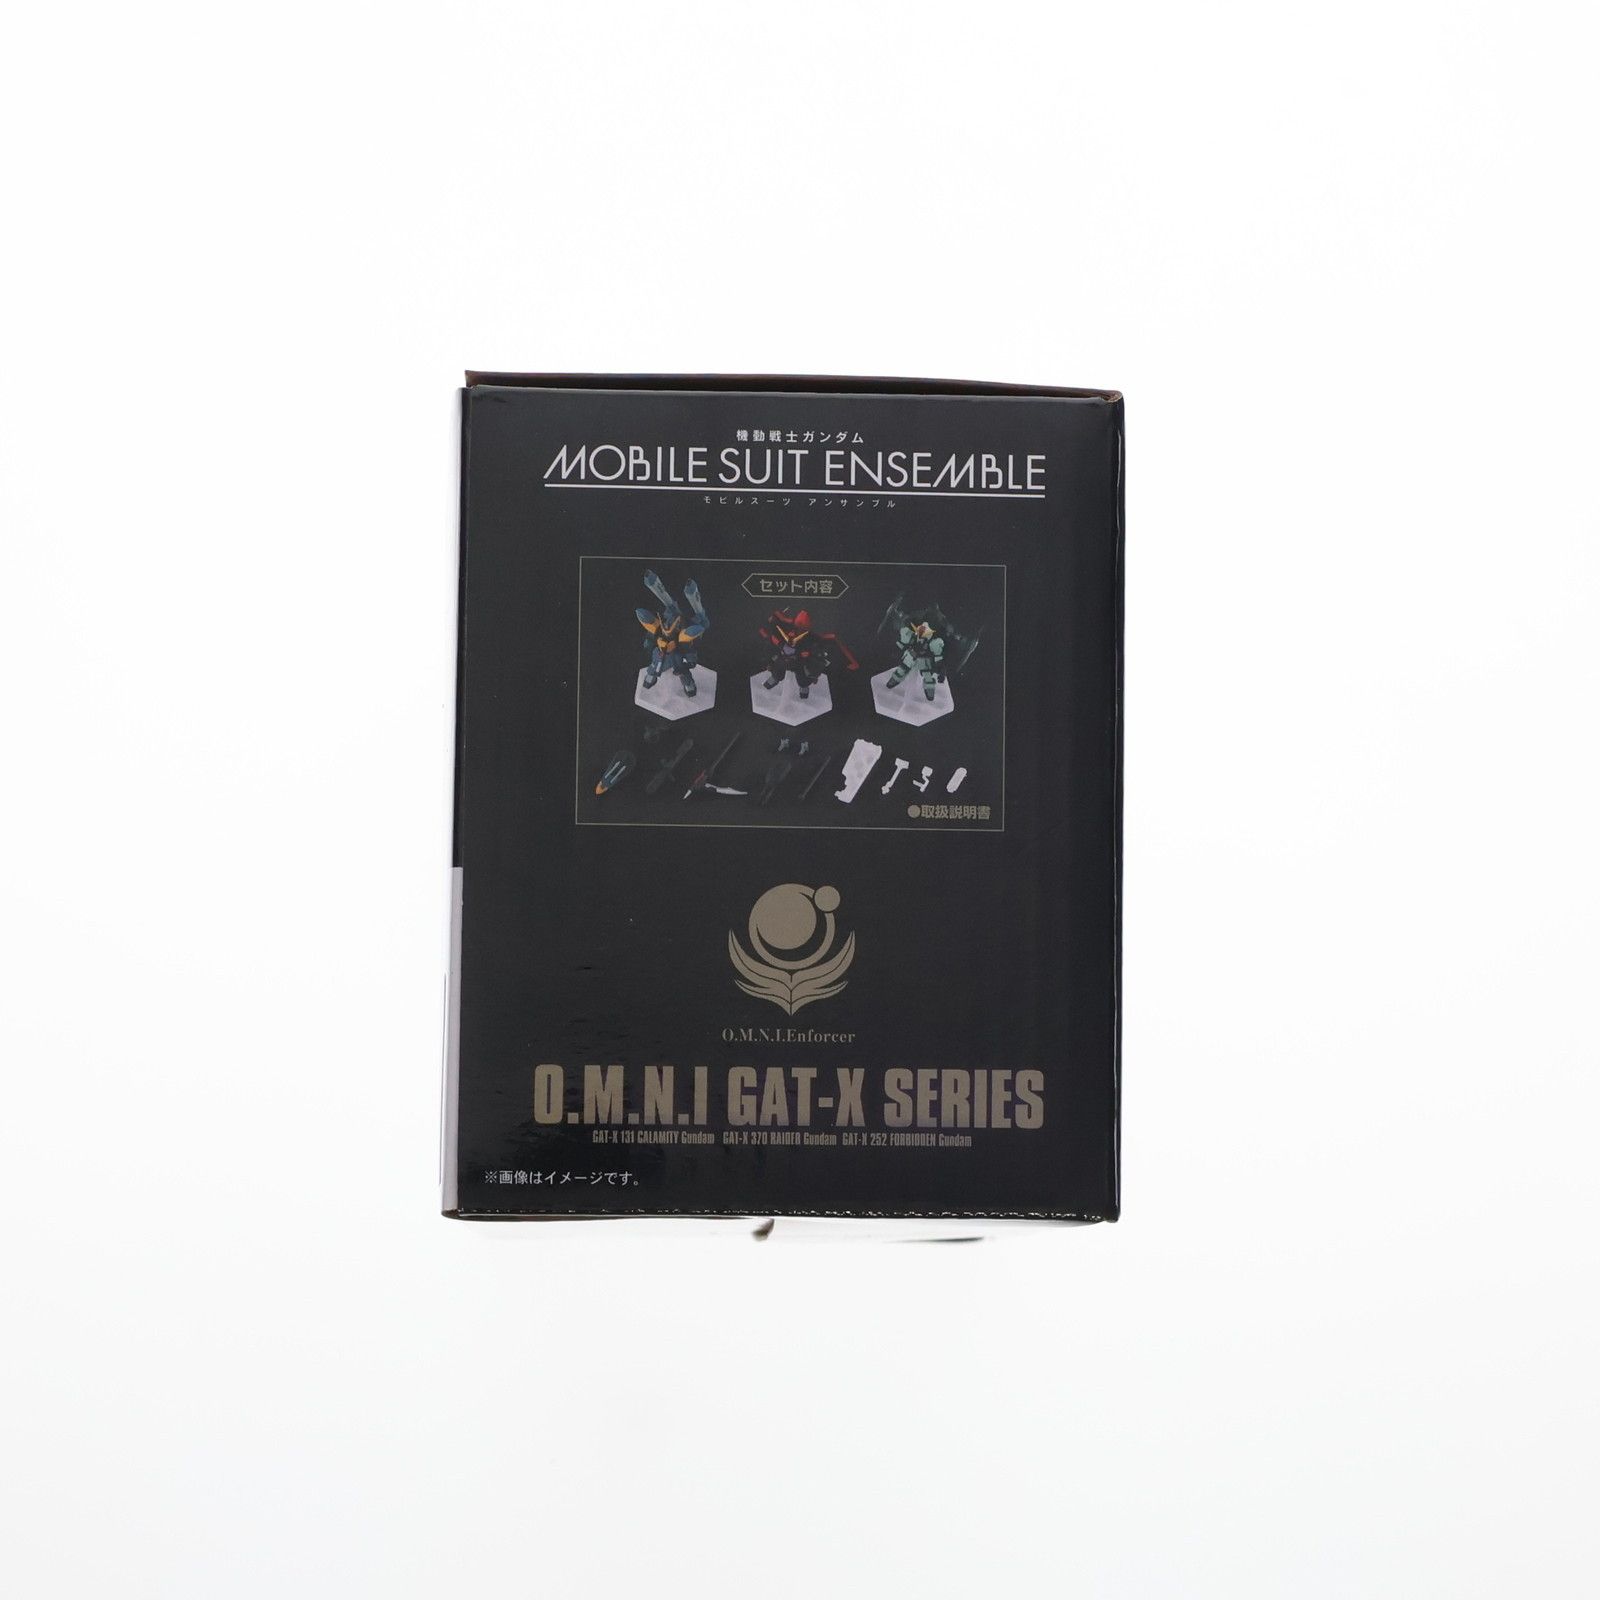 機動戦士ガンダム
MOBILE SUIT ENSEMBLE
モビルスーツ アンサンブル
セット内容
●取扱説明書
O.M.N.I.Enforcer
O.M.N.I GAT-X SERIES
GAT-X 131 CALAMITY Gundam GAT-X 370 RAIDER Gundam GAT-X 252 FORBIDDEN Gundam
※画像はイメージです。